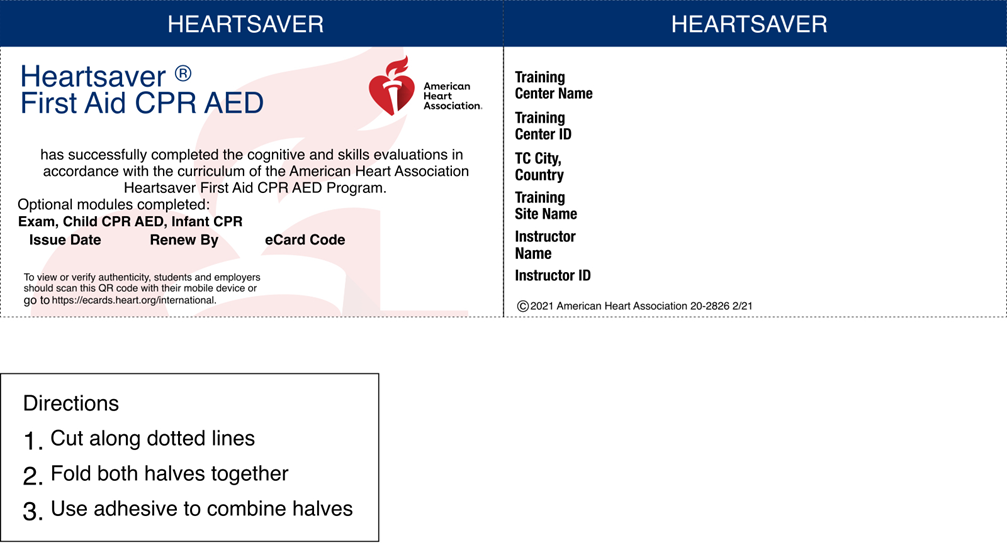 HEARTSAVER
Heartsaver ®
First Aid CPR AED
American
Heart
Association.
has successfully completed the cognitive and skills evaluations in
accordance with the curriculum of the American Heart Association
Heartsaver First Aid CPR AED Program.
Optional modules completed:
Exam, Child CPR AED, Infant CPR
Issue Date Renew By eCard Code
To view or verify authenticity, students and employers
should scan this QR code with their mobile device or
go to https://ecards.heart.org/international.
HEARTSAVER
Training
Center Name
Training
Center ID
TC City,
Country
Training
Site Name
Instructor
Name
Instructor ID
©2021 American Heart Association 20-2826 2/21
Directions
1. Cut along dotted lines
2. Fold both halves together
3. Use adhesive to combine halves